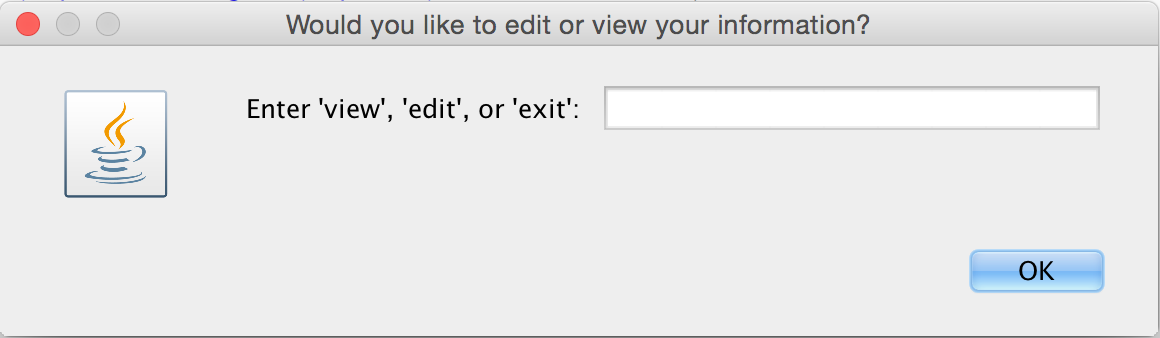 Would you like to edit or view your information?
Enter 'view', 'edit', or 'exit':
OK